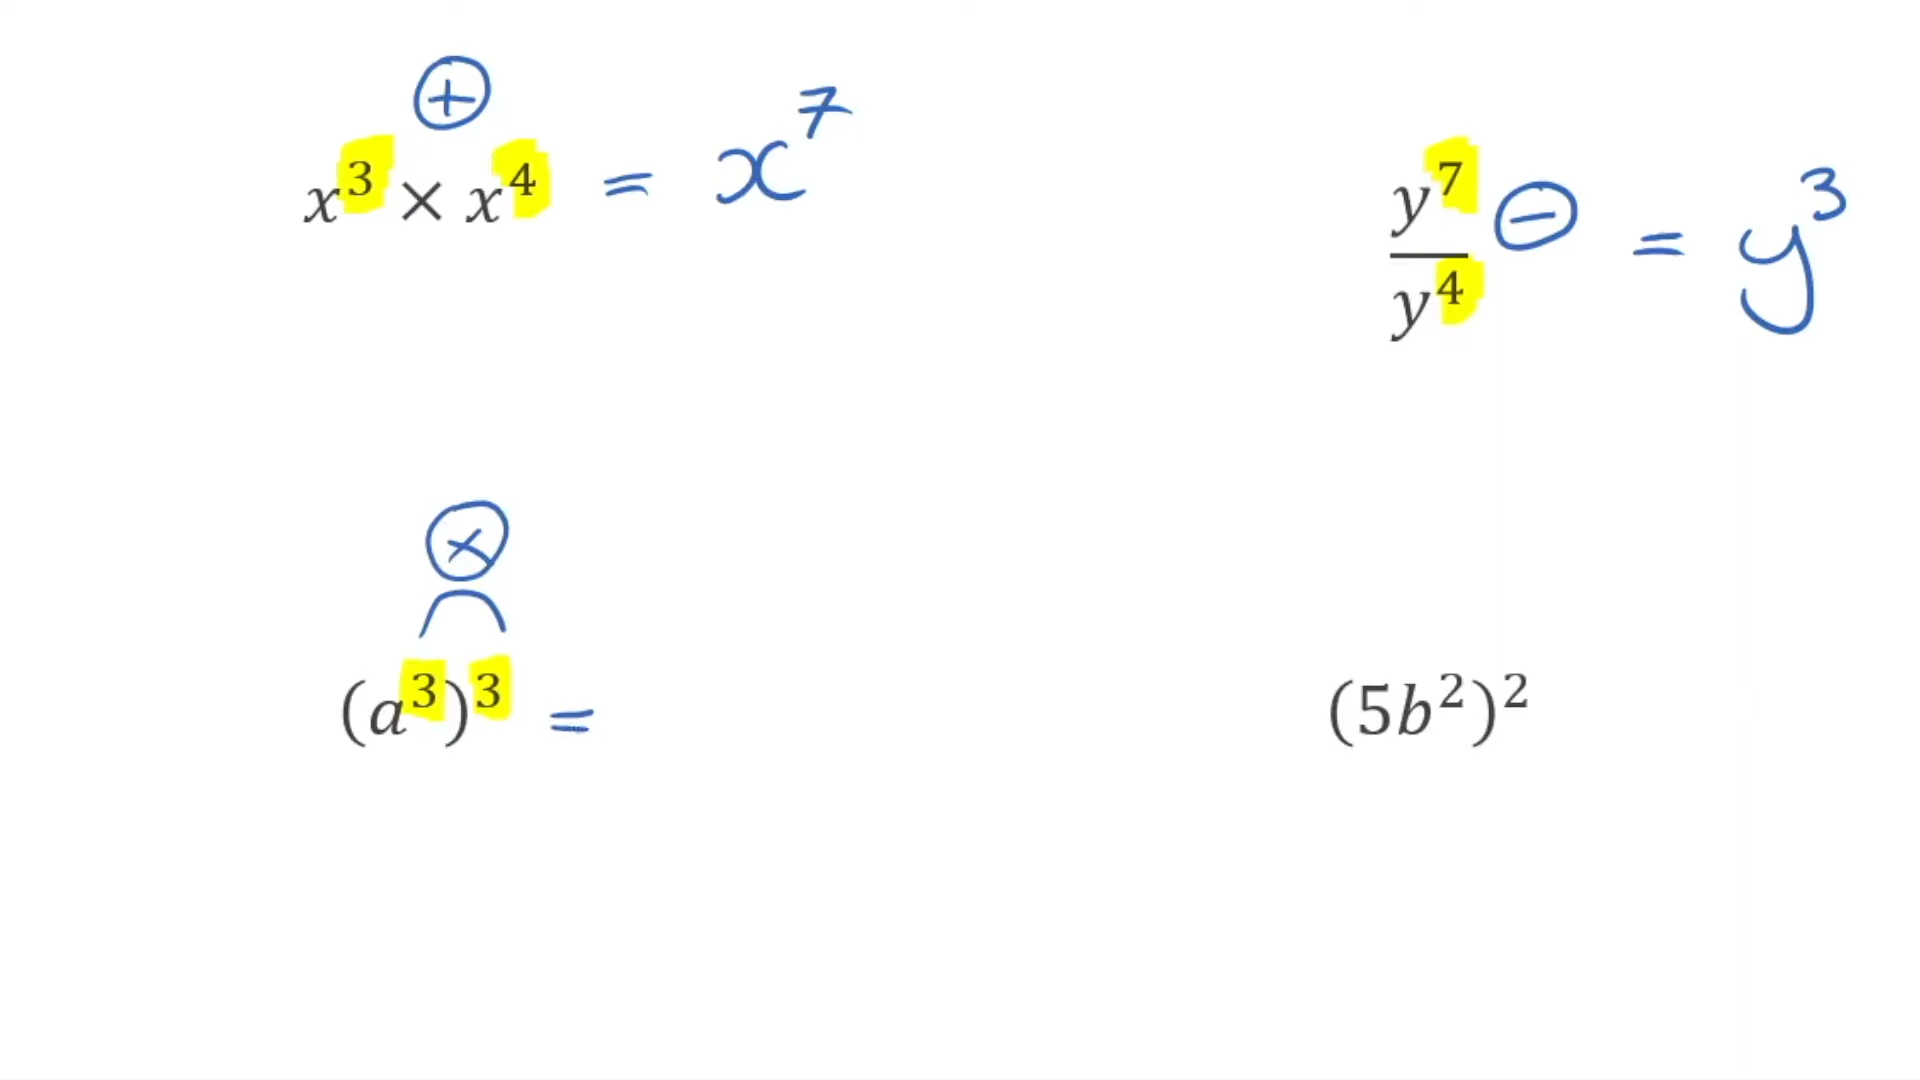 ⊕
x³ × x⁴ = x⁷
y⁷/y⁴ ⊖ = y³
⊗
(a³)³ =
(5b²)²